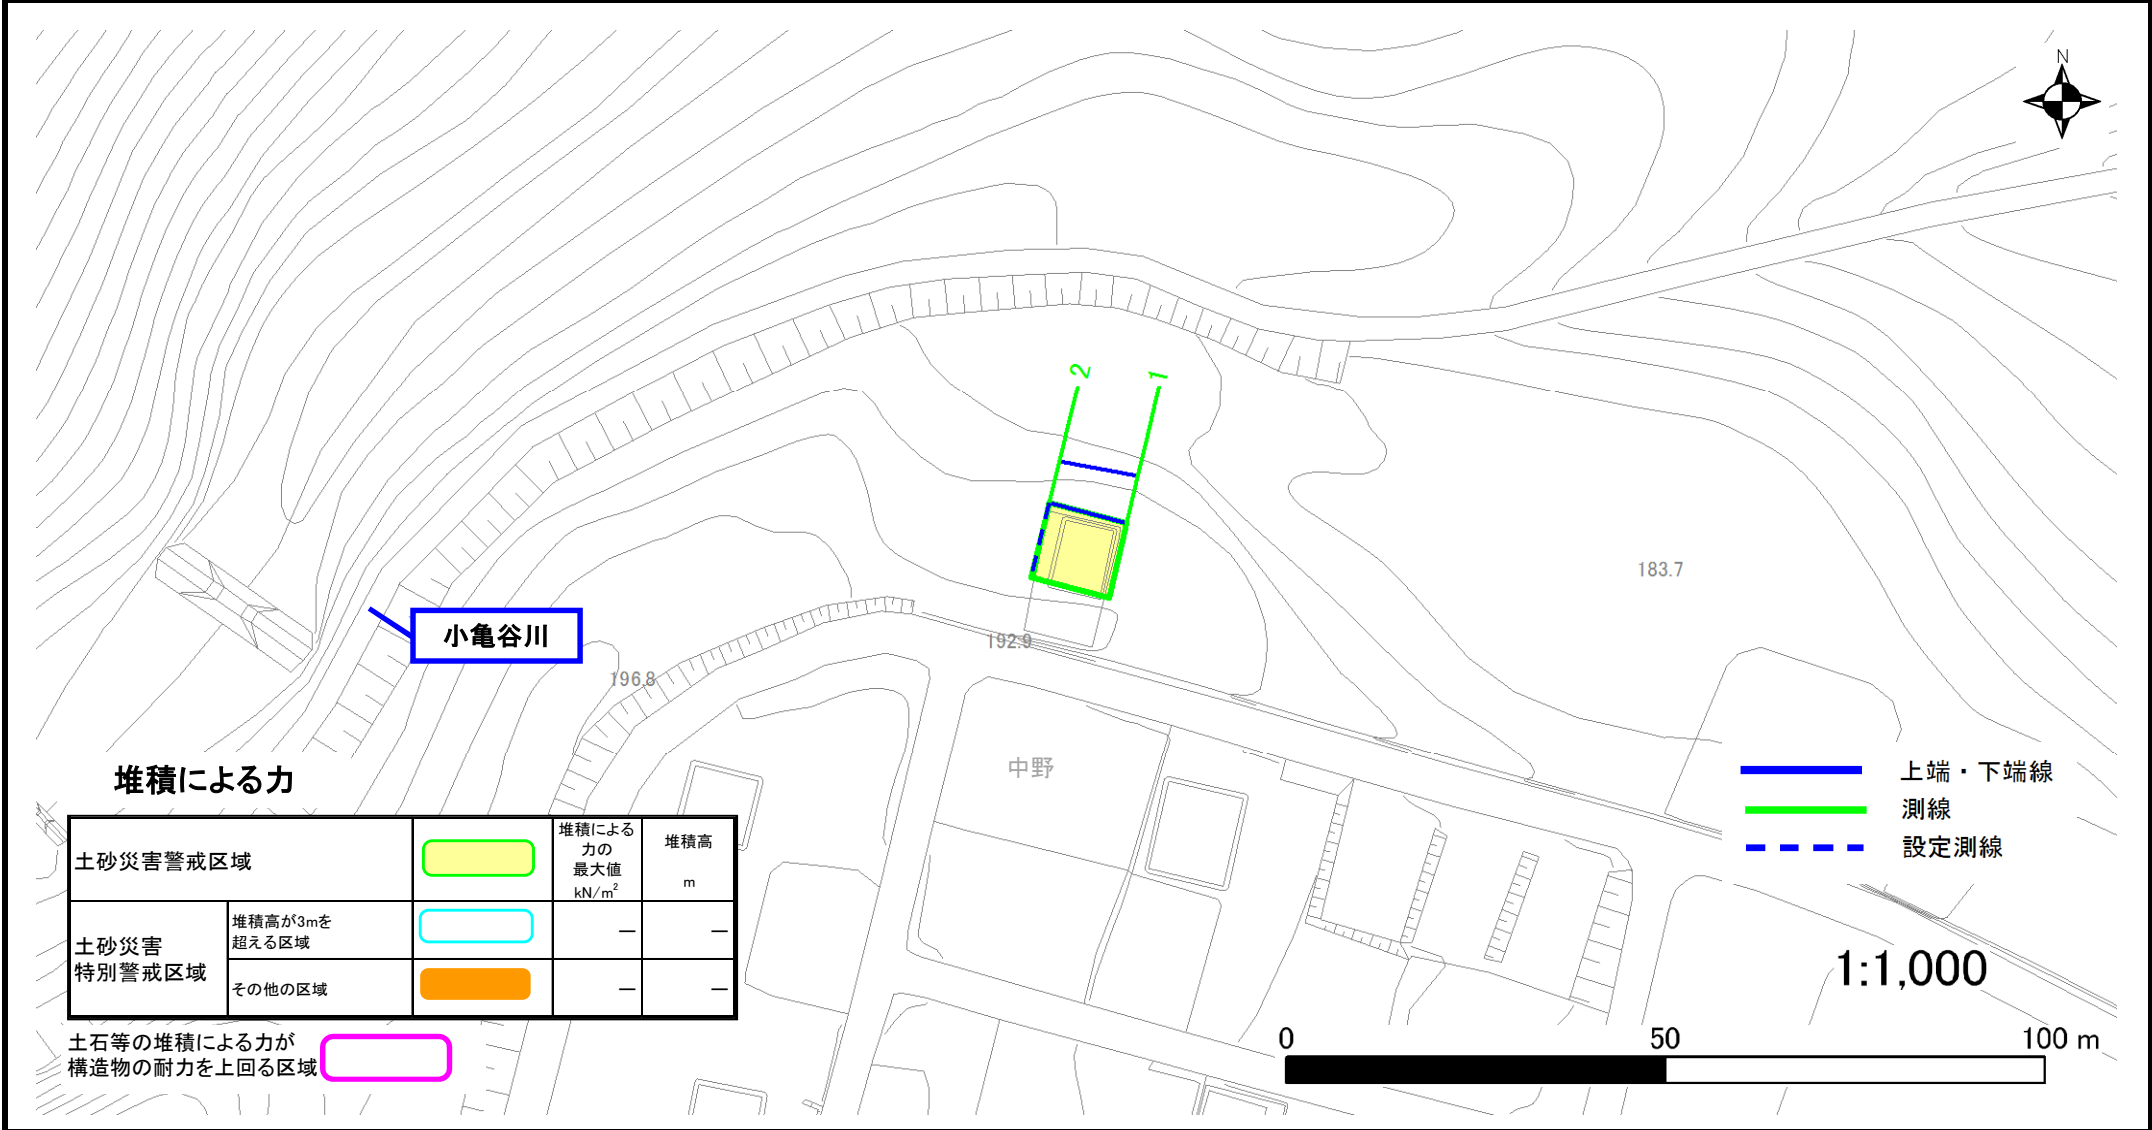 N
2
1
183.7
小亀谷川
192.9
196.8
中野
堆積による力
土砂災害警戒区域
堆積による
力の
最大値
kN/m²
堆積高
m
土砂災害
特別警戒区域
堆積高が3mを
超える区域
—
—
その他の区域
—
—
土石等の堆積による力が
構造物の耐力を上回る区域
上端・下端線
測線
設定測線
1:1,000
0
50
100 m